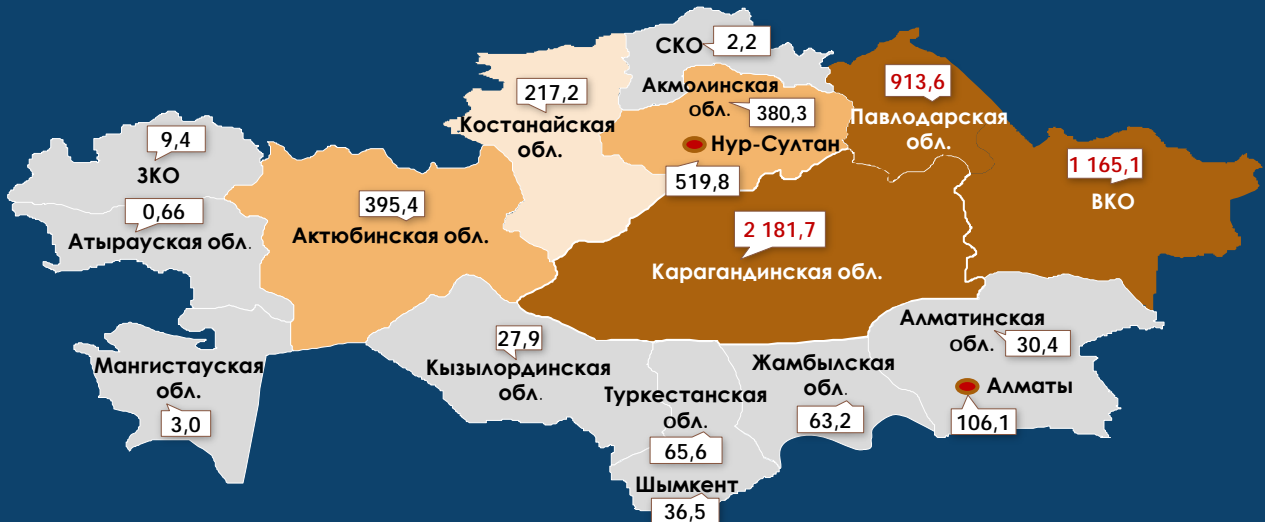 СКО
2,2
217,2
Костанайская
обл.
Акмолинская
обл.
380,3
Нур-Султан
519,8
913,6
Павлодарская
обл.
1 165,1
ВКО
9,4
ЗКО
0,66
Атырауская обл.
395,4
Актюбинская обл.
2 181,7
Карагандинская обл.
Мангистауская
обл.
3,0
27,9
Кызылординская
обл.
Туркестанская
обл.
65,6
Шымкент
36,5
Жамбылская
обл.
63,2
Алматинская
обл.
30,4
Алматы
106,1